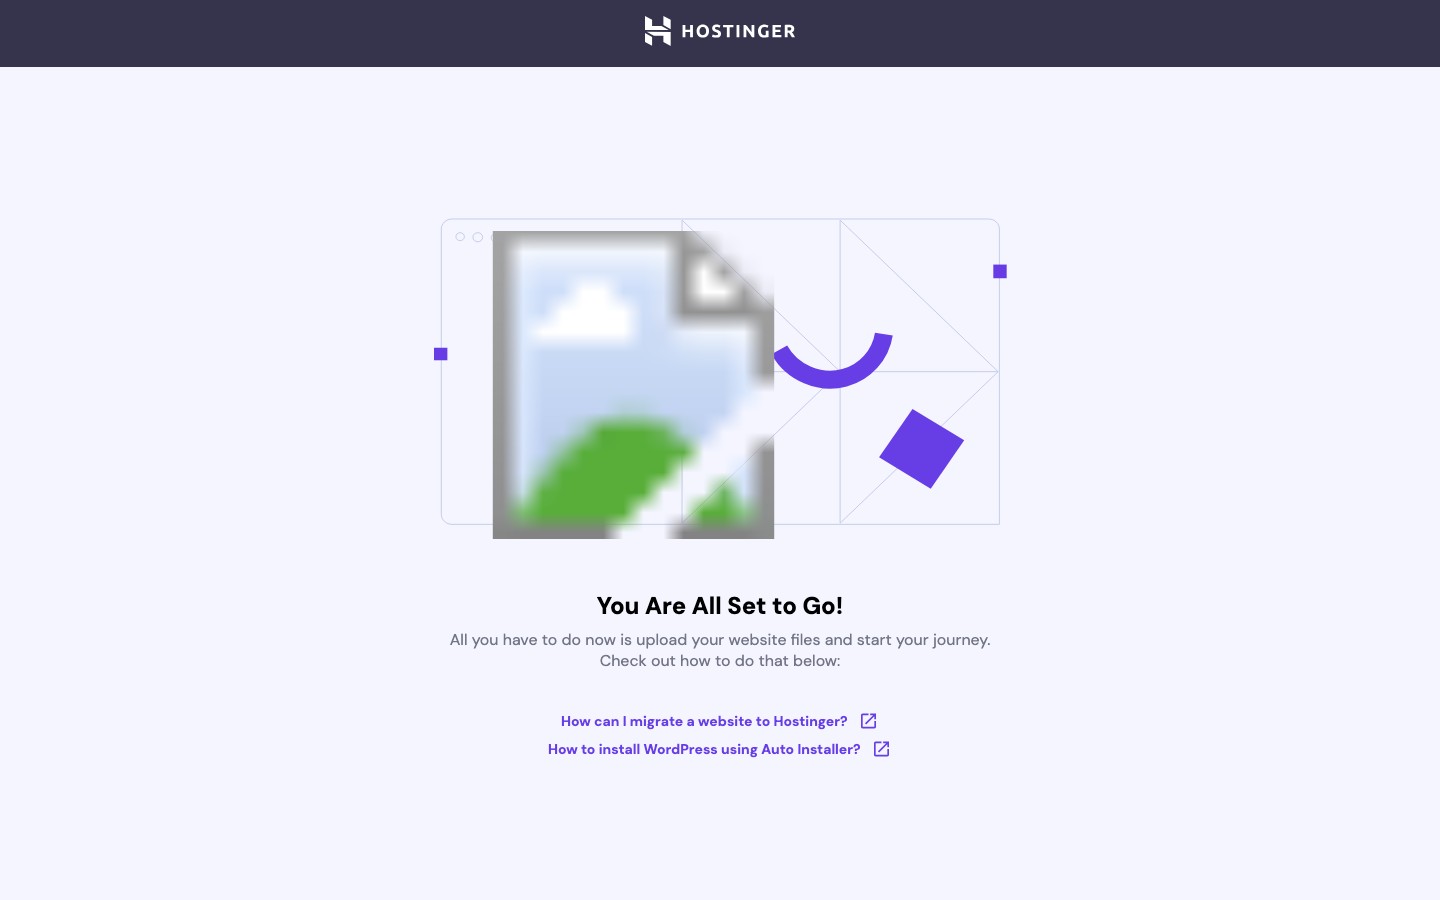 HOSTINGER
You Are All Set to Go!
All you have to do now is upload your website files and start your journey.
Check out how to do that below:
How can I migrate a website to Hostinger?
How to install WordPress using Auto Installer?